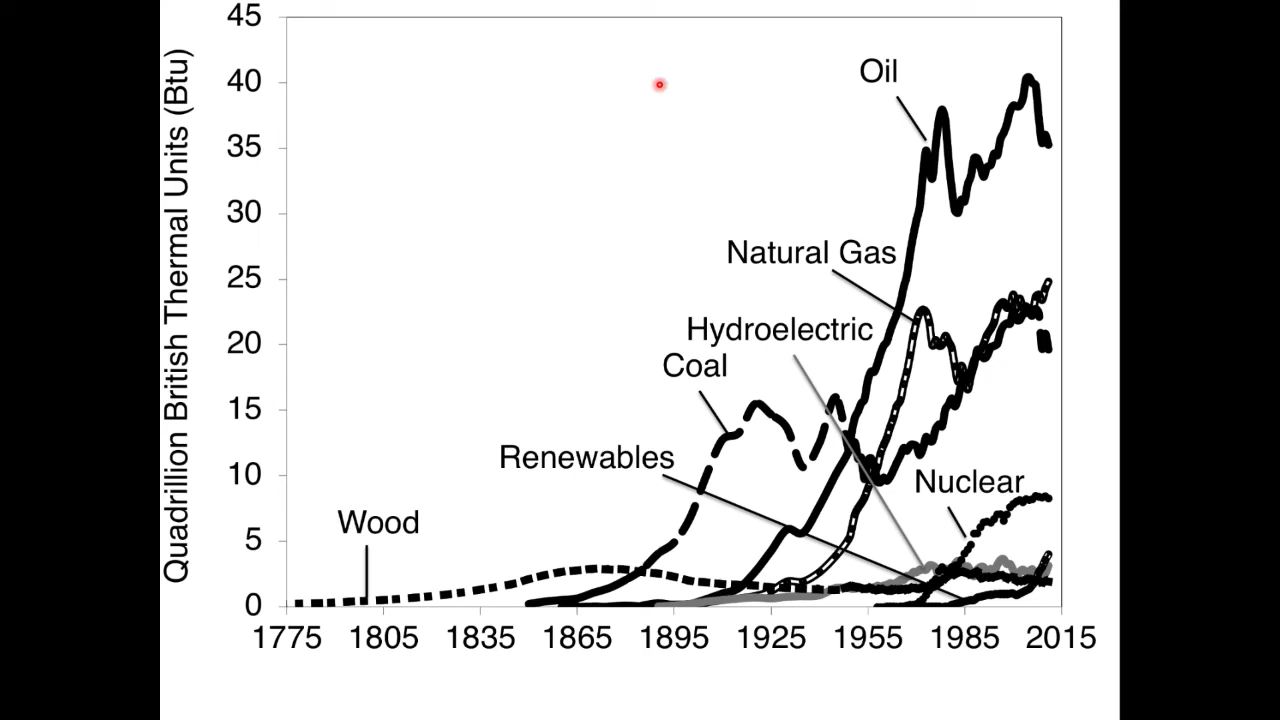 Quadrillion British Thermal Units (Btu)
45
40
35
30
25
20
15
10
5
0
Oil
Natural Gas
Hydroelectric
Coal
Renewables
Nuclear
Wood
1775 1805 1835 1865 1895 1925 1955 1985 2015